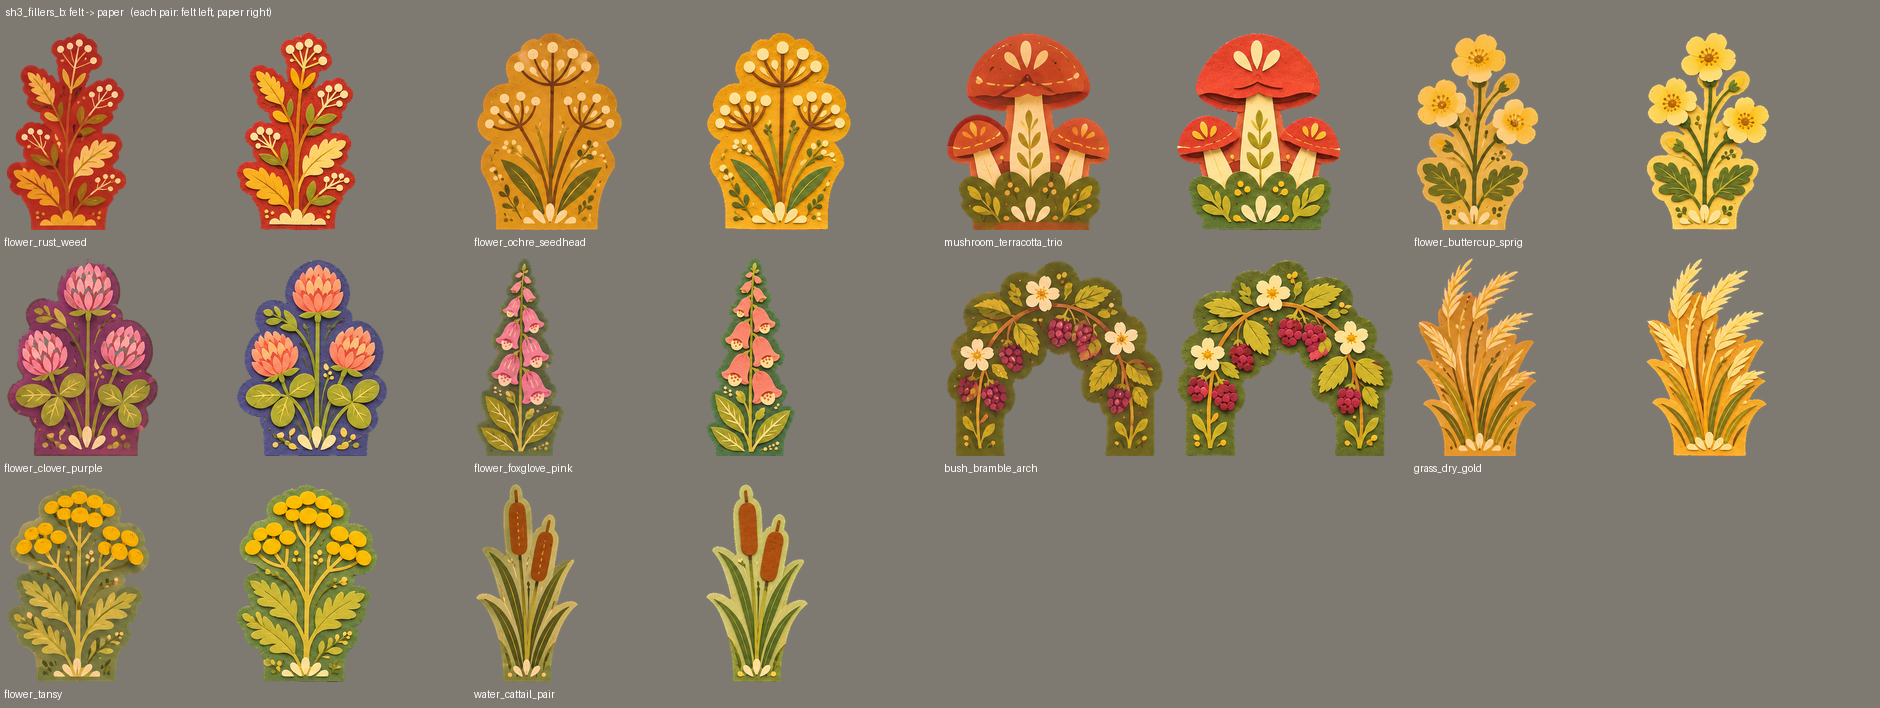 sh3_fillers_b: felt -> paper (each pair: felt left, paper right)
flower_rust_weed
flower_ochre_seedhead
mushroom_terracotta_trio
flower_buttercup_sprig
flower_clover_purple
flower_foxglove_pink
bush_bramble_arch
grass_dry_gold
flower_tansy
water_cattail_pair